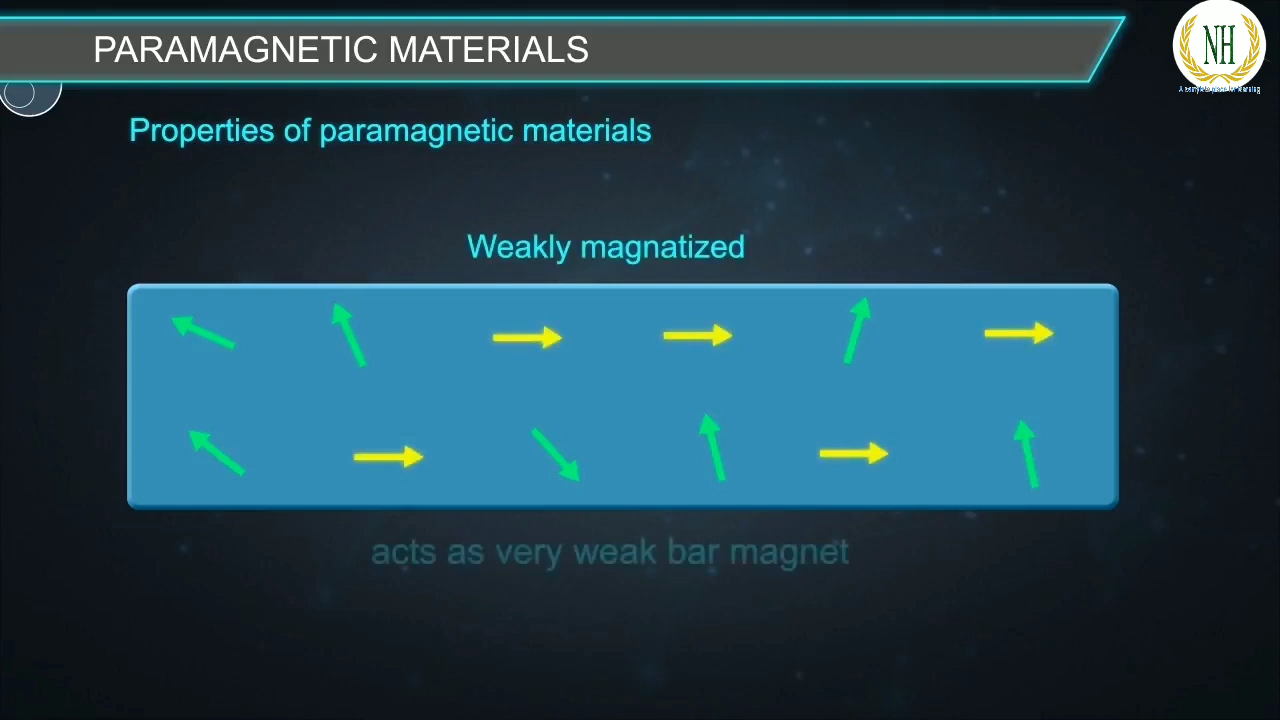 PARAMAGNETIC MATERIALS
NH
Properties of paramagnetic materials
Weakly magnatized
acts as very weak bar magnet